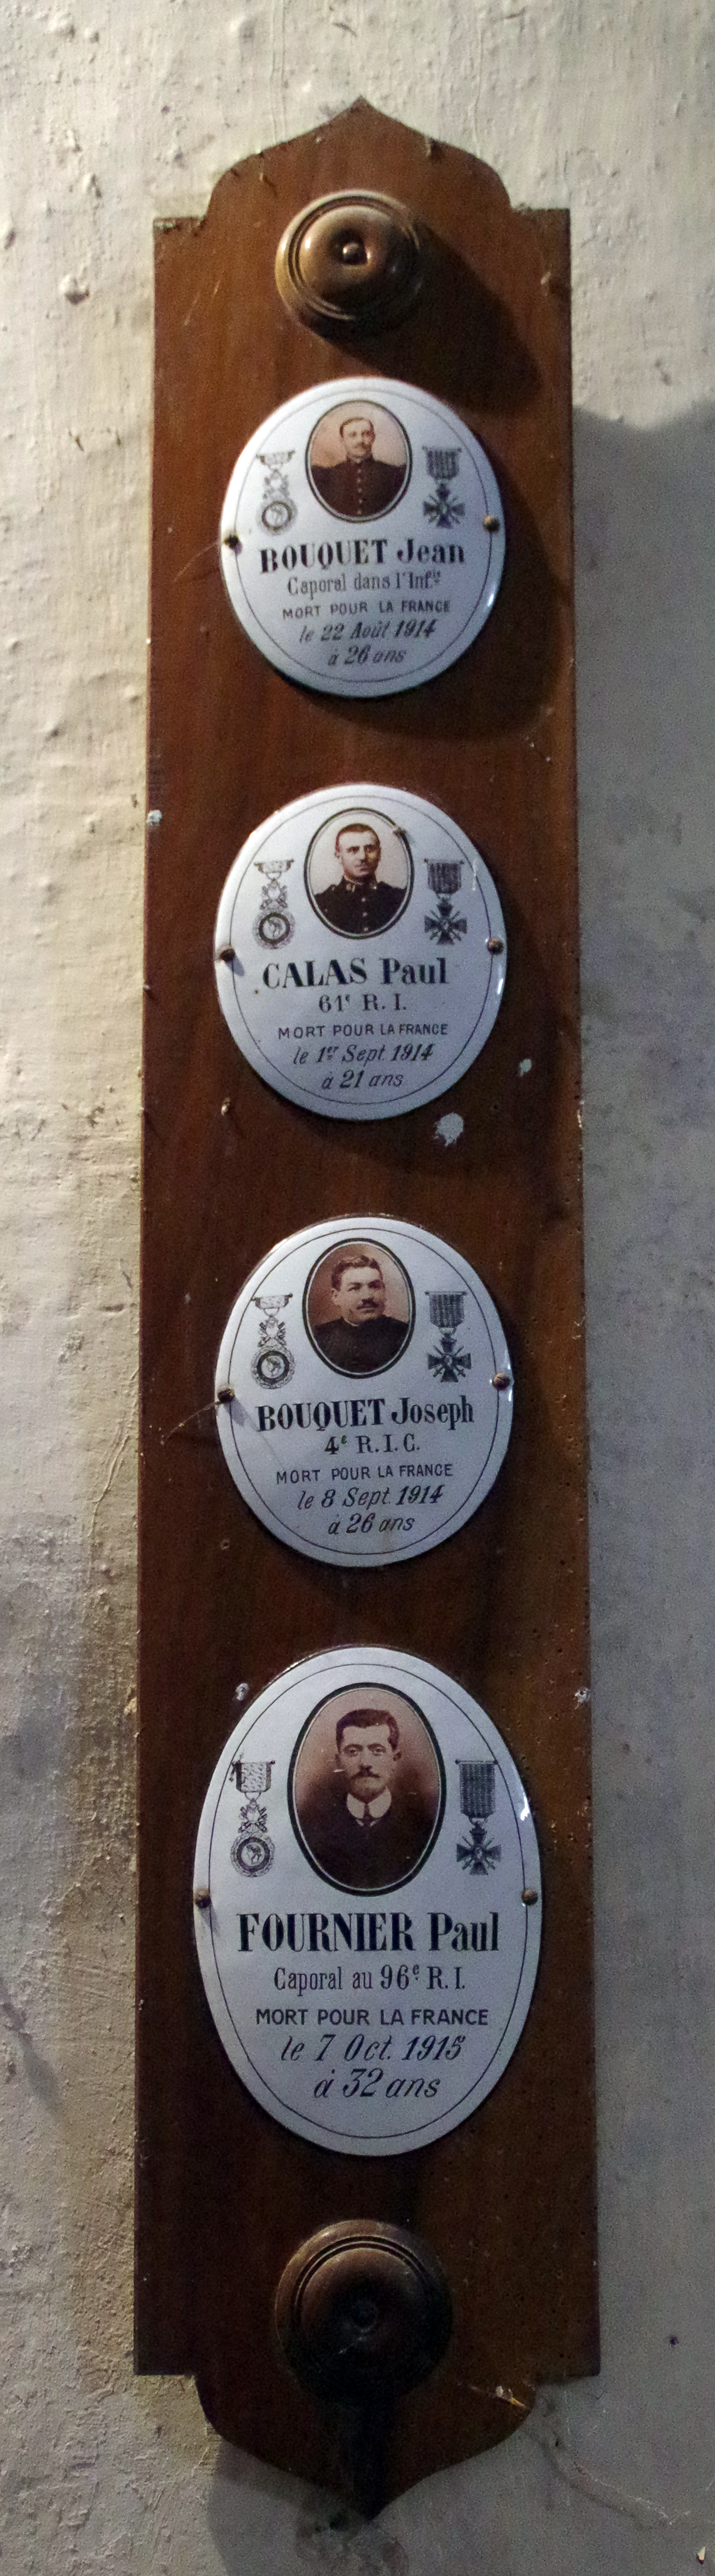 BOUQUET Jean
Caporal dans l'Inf.ie
MORT POUR LA FRANCE
le 22 Août 1914
à 26 ans
CALAS Paul
61e R. I.
MORT POUR LA FRANCE
le 1er Sept. 1914
à 21 ans
BOUQUET Joseph
4e R. I. C.
MORT POUR LA FRANCE
le 8 Sept. 1914
à 26 ans
FOURNIER Paul
Caporal au 96e R. I.
MORT POUR LA FRANCE
le 7 Oct. 1915
à 32 ans